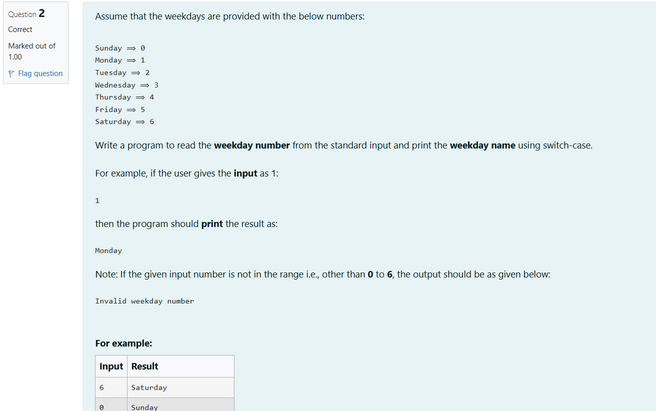 Question 2
Correct
Marked out of
1.00
Flag question
Assume that the weekdays are provided with the below numbers:
Sunday ⟹ 0
Monday ⟹ 1
Tuesday ⟹ 2
Wednesday ⟹ 3
Thursday ⟹ 4
Friday ⟹ 5
Saturday ⟹ 6
Write a program to read the weekday number from the standard input and print the weekday name using switch-case.
For example, if the user gives the input as 1:
1
then the program should print the result as:
Monday
Note: If the given input number is not in the range i.e., other than 0 to 6, the output should be as given below:
Invalid weekday number
For example:
Input Result
6 Saturday
0 Sunday